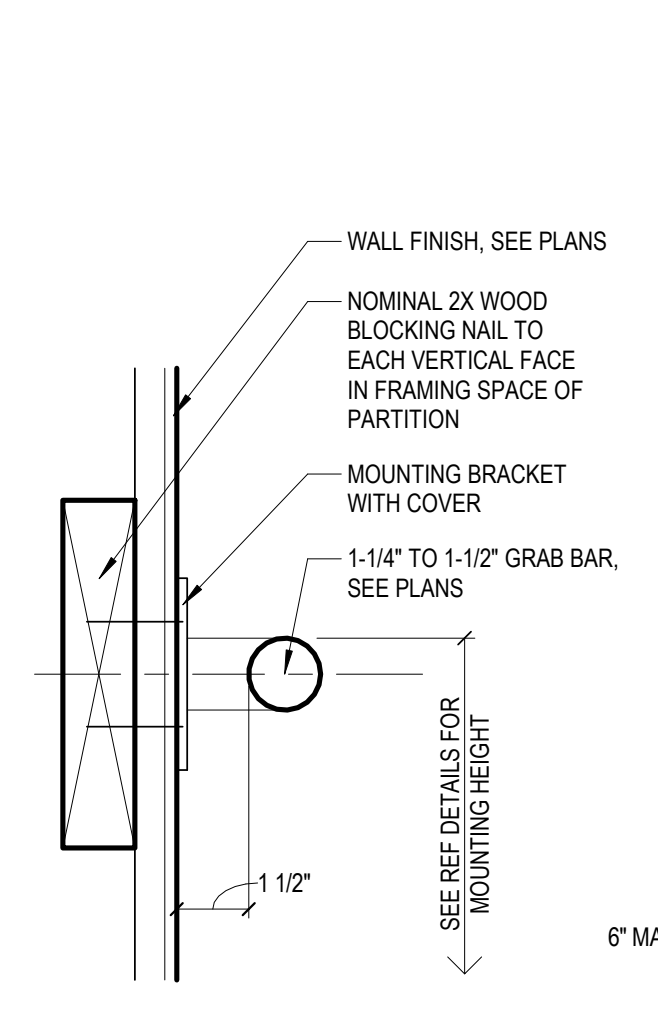 WALL FINISH, SEE PLANS
NOMINAL 2X WOOD
BLOCKING NAIL TO
EACH VERTICAL FACE
IN FRAMING SPACE OF
PARTITION
MOUNTING BRACKET
WITH COVER
1-1/4" TO 1-1/2" GRAB BAR,
SEE PLANS
SEE REF DETAILS FOR
MOUNTING HEIGHT
1 1/2"
6" MA